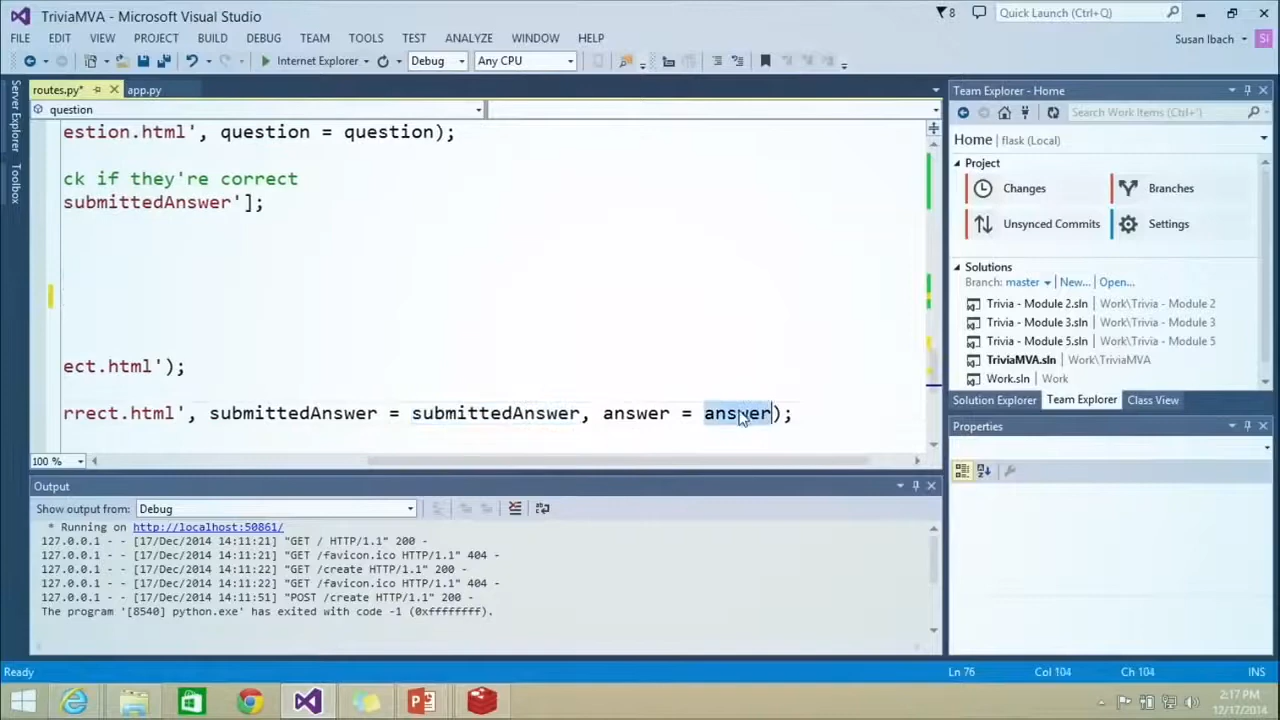 TriviaMVA - Microsoft Visual Studio
8
Quick Launch (Ctrl+Q)
FILE EDIT VIEW PROJECT BUILD DEBUG TEAM TOOLS TEST ANALYZE WINDOW HELP
Susan Ibach
SI
Internet Explorer
Debug
Any CPU
Server Explorer
Toolbox
routes.py*
app.py
question
estion.html', question = question);
ck if they're correct
submittedAnswer'];
ect.html');
rrect.html', submittedAnswer = submittedAnswer, answer = answer);
100 %
Output
Show output from: Debug
* Running on http://localhost:50861/
127.0.0.1 - - [17/Dec/2014 14:11:21] "GET / HTTP/1.1" 200 -
127.0.0.1 - - [17/Dec/2014 14:11:21] "GET /favicon.ico HTTP/1.1" 404 -
127.0.0.1 - - [17/Dec/2014 14:11:22] "GET /create HTTP/1.1" 200 -
127.0.0.1 - - [17/Dec/2014 14:11:22] "GET /favicon.ico HTTP/1.1" 404 -
127.0.0.1 - - [17/Dec/2014 14:11:51] "POST /create HTTP/1.1" 200 -
The program '[8540] python.exe' has exited with code -1 (0xffffffff).
Team Explorer - Home
Search Work Items (Ctrl+')
Home | flask (Local)
Project
Changes
Branches
Unsynced Commits
Settings
Solutions
Branch: master | New... | Open...
Trivia - Module 2.sln | Work\Trivia - Module 2
Trivia - Module 3.sln | Work\Trivia - Module 3
Trivia - Module 5.sln | Work\Trivia - Module 5
TriviaMVA.sln | Work\TriviaMVA
Work.sln | Work
Solution Explorer
Team Explorer
Class View
Properties
Ready
Ln 76
Col 104
Ch 104
INS
2:17 PM
12/17/2014